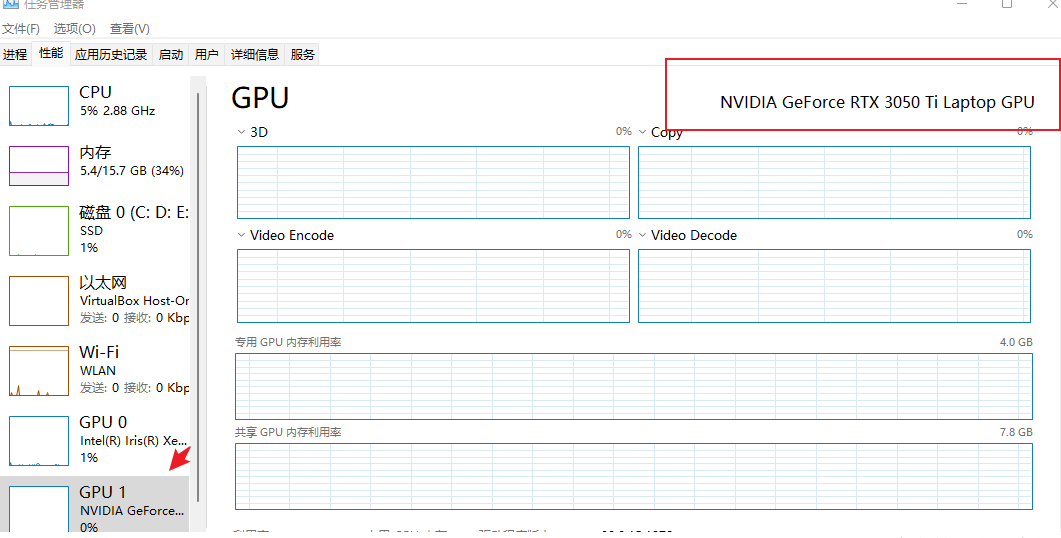 任务管理器
文件(F) 选项(O) 查看(V)
进程 性能 应用历史记录 启动 用户 详细信息 服务
CPU
5% 2.88 GHz
内存
5.4/15.7 GB (34%)
磁盘 0 (C: D: E:
SSD
1%
以太网
VirtualBox Host-On
发送: 0 接收: 0 Kbp
Wi-Fi
WLAN
发送: 0 接收: 0 Kbp
GPU 0
Intel(R) Iris(R) Xe...
1%
GPU 1
NVIDIA GeForce...
0%
GPU
NVIDIA GeForce RTX 3050 Ti Laptop GPU
3D 0%
Copy 0%
Video Encode 0%
Video Decode 0%
专用 GPU 内存利用率 4.0 GB
共享 GPU 内存利用率 7.8 GB